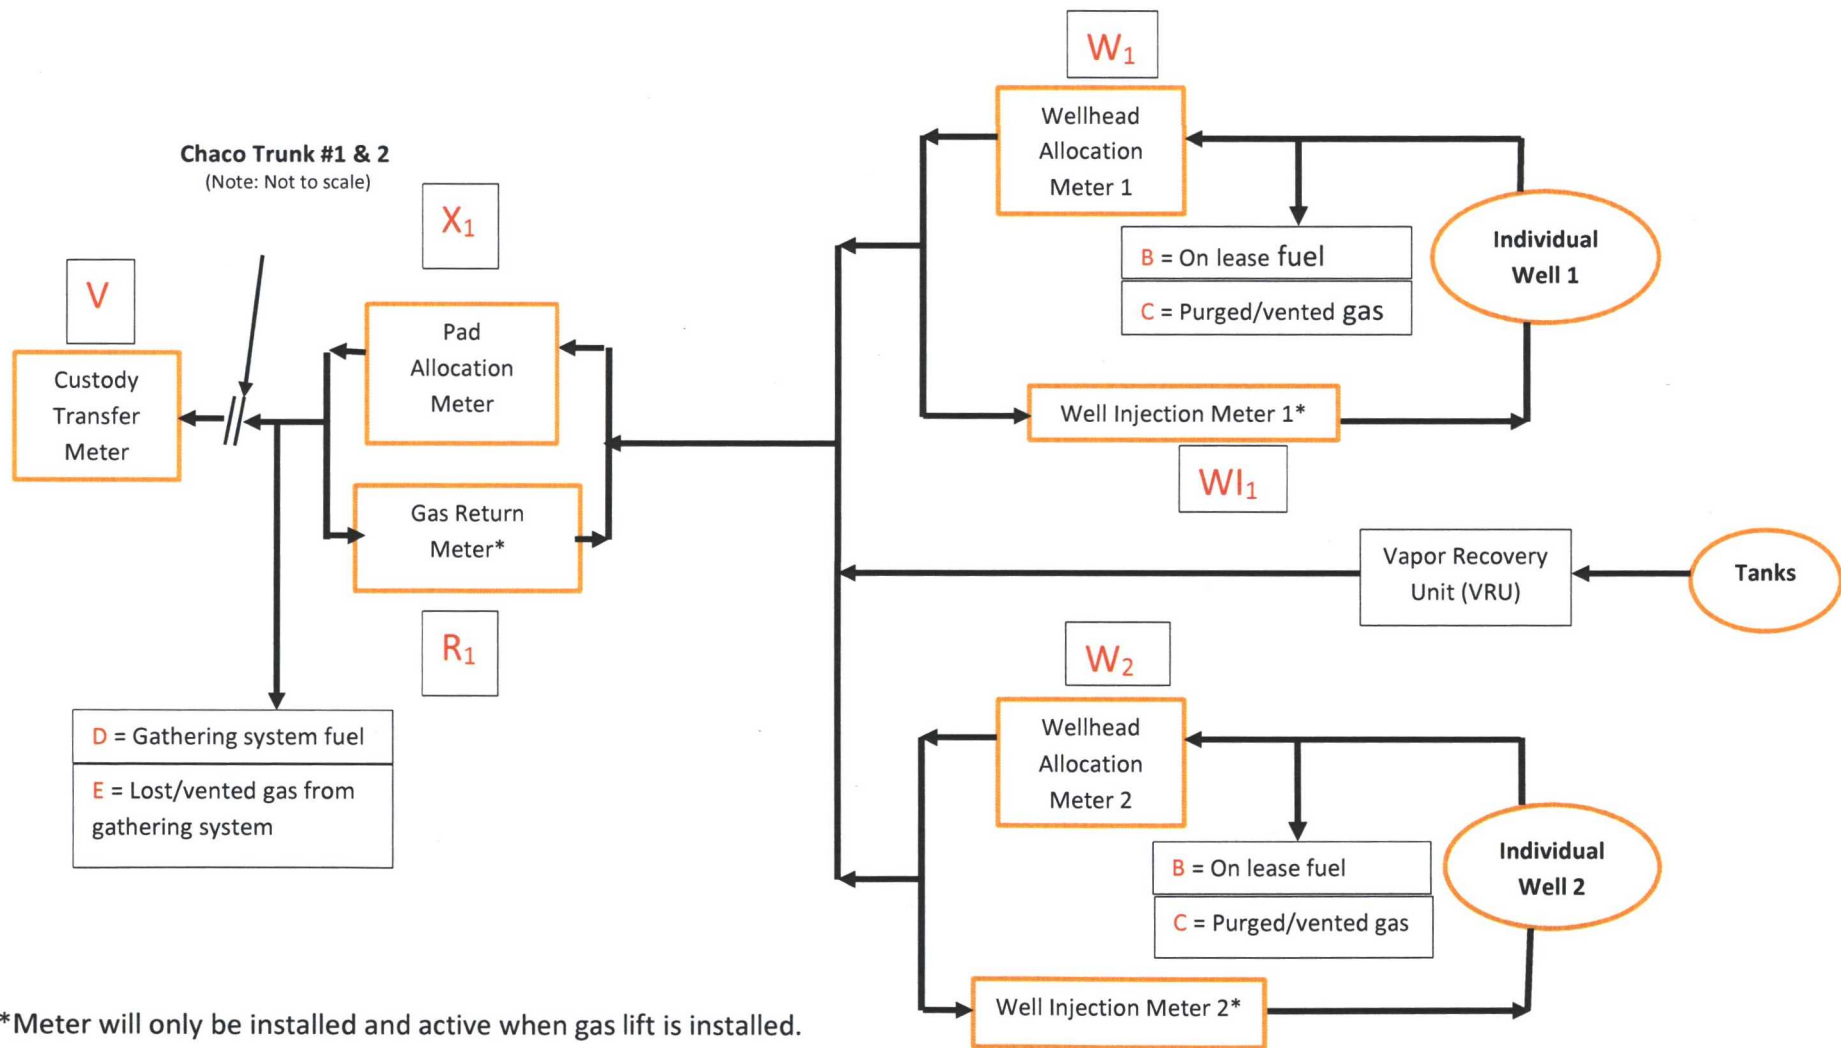 W₁
Wellhead
Allocation
Meter 1
Chaco Trunk #1 & 2
(Note: Not to scale)
X₁
V
Custody
Transfer
Meter
Pad
Allocation
Meter
Gas Return
Meter*
R₁
D = Gathering system fuel
E = Lost/vented gas from
gathering system
B = On lease fuel
C = Purged/vented gas
Individual
Well 1
Well Injection Meter 1*
WI₁
Vapor Recovery
Unit (VRU)
Tanks
W₂
Wellhead
Allocation
Meter 2
B = On lease fuel
C = Purged/vented gas
Individual
Well 2
Well Injection Meter 2*
*Meter will only be installed and active when gas lift is installed.